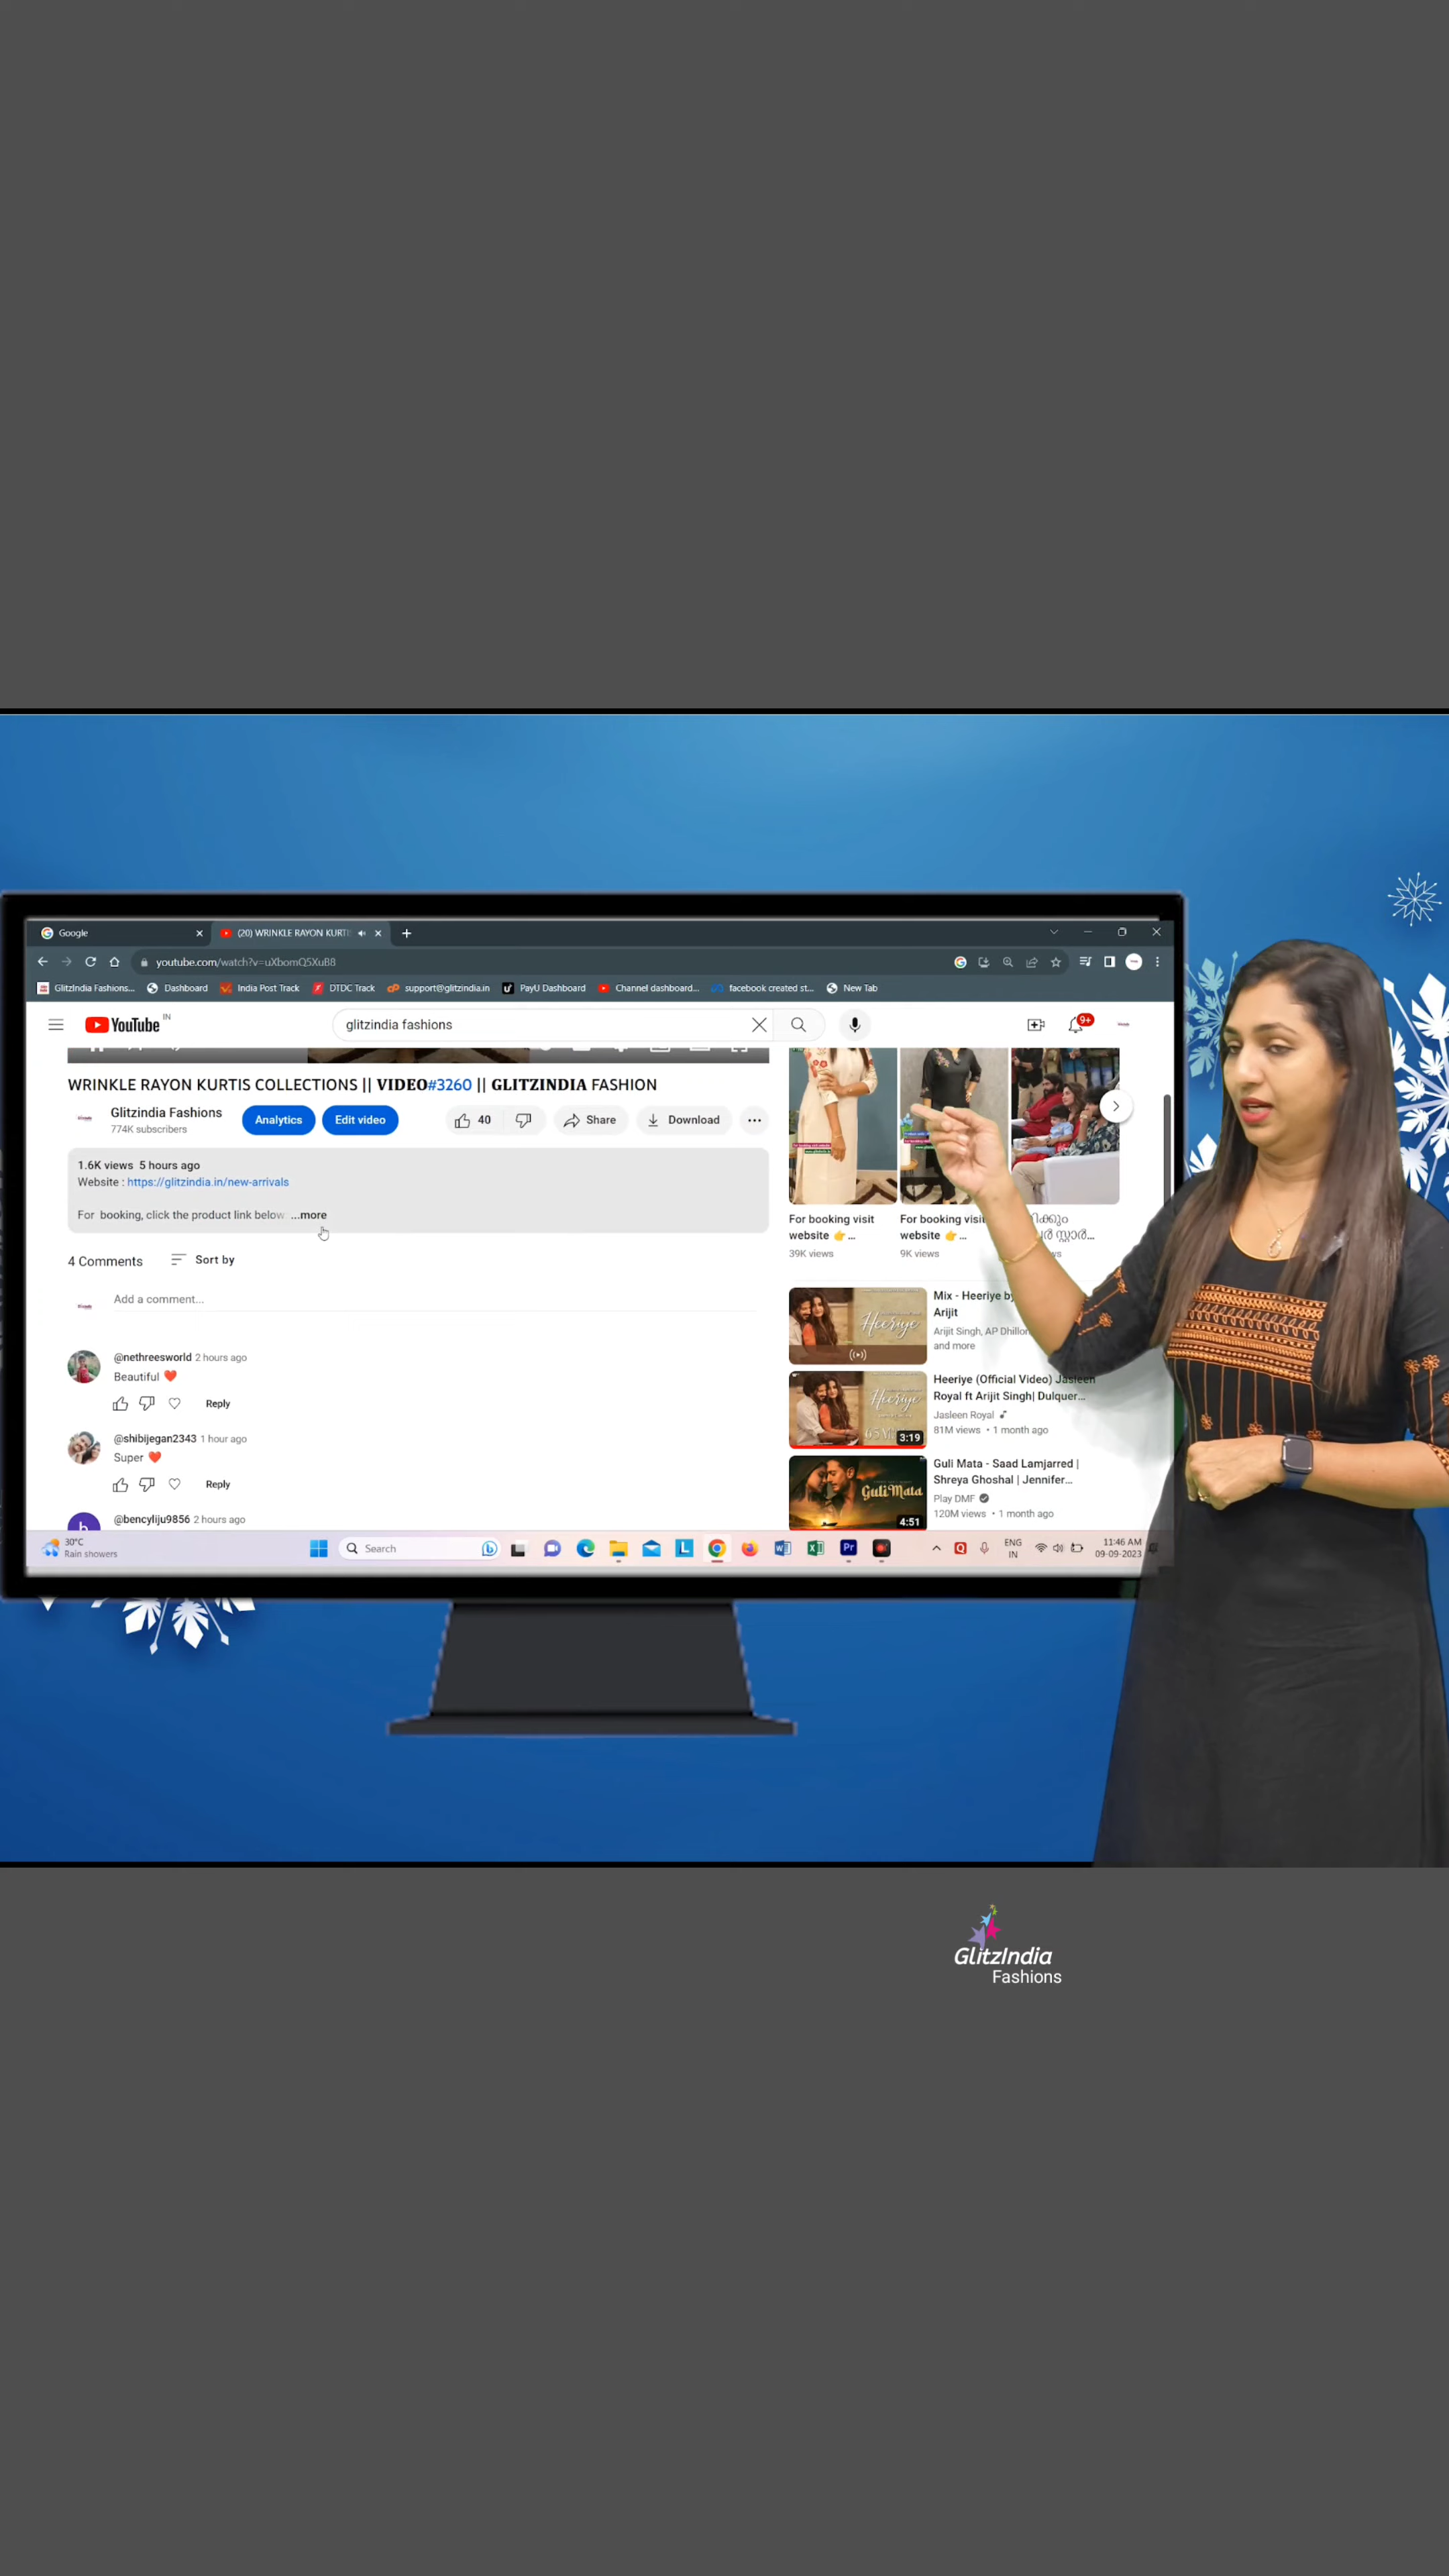 Google
(20) WRINKLE RAYON KURTI
youtube.com/watch?v=uXbomQ5XuB8
GlitzIndia Fashions...
Dashboard
India Post Track
DTDC Track
support@glitzindia.in
PayU Dashboard
Channel dashboard...
facebook created st...
New Tab
YouTube IN
glitzindia fashions
9+
WRINKLE RAYON KURTIS COLLECTIONS || VIDEO#3260 || GLITZINDIA FASHION
Glitzindia Fashions
774K subscribers
Analytics
Edit video
40
Share
Download
1.6K views 5 hours ago
Website : https://glitzindia.in/new-arrivals
For booking, click the product link below ...more
4 Comments
Sort by
Add a comment...
@nethreesworld 2 hours ago
Beautiful ❤️
Reply
@shibijegan2343 1 hour ago
Super ❤️
Reply
@bencyliju9856 2 hours ago
For booking visit
website 👉 ...
39K views
For booking visit
website 👉 ...
9K views
Mix - Heeriye by
Arijit
Arijit Singh, AP Dhillon
and more
Heeriye
Heeriye (Official Video) Jasleen
Royal ft Arijit Singh| Dulquer...
Jasleen Royal
81M views • 1 month ago
Heeriye
3:19
Guli Mata - Saad Lamjarred |
Shreya Ghoshal | Jennifer...
Play DMF
120M views • 1 month ago
Guli Mata
4:51
30°C
Rain showers
Search
ENG
IN
11:46 AM
09-09-2023
GlitzIndia
Fashions